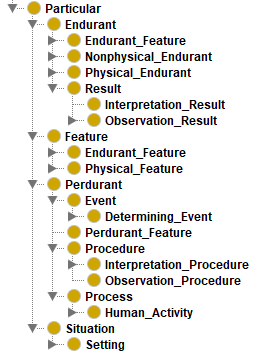 Particular
Endurant
Endurant_Feature
Nonphysical_Endurant
Physical_Endurant
Result
Interpretation_Result
Observation_Result
Feature
Endurant_Feature
Physical_Feature
Perdurant
Event
Determining_Event
Perdurant_Feature
Procedure
Interpretation_Procedure
Observation_Procedure
Process
Human_Activity
Situation
Setting